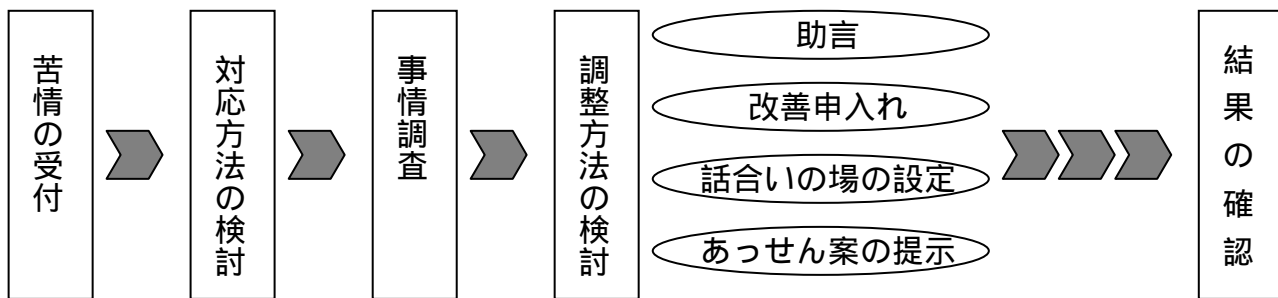 苦情の受付
対応方法の検討
事情調査
調整方法の検討
助言
改善申入れ
話合いの場の設定
あっせん案の提示
結果の確認